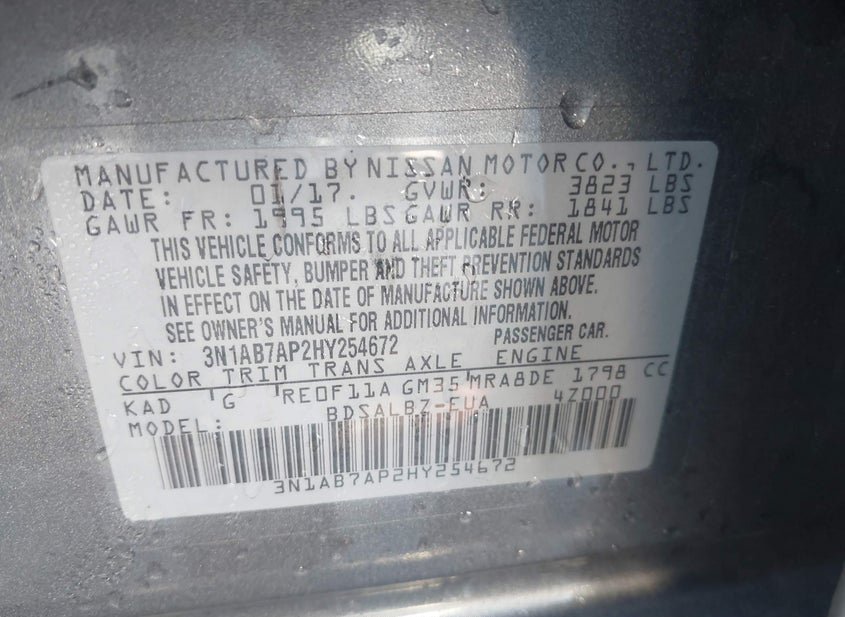 MANUFACTURED BY NISSAN MOTOR CO., LTD.
DATE: 01/17. GVWR: 3823 LBS
GAWR FR: 1995 LBS GAWR RR: 1841 LBS
THIS VEHICLE CONFORMS TO ALL APPLICABLE FEDERAL MOTOR
VEHICLE SAFETY, BUMPER AND THEFT PREVENTION STANDARDS
IN EFFECT ON THE DATE OF MANUFACTURE SHOWN ABOVE.
SEE OWNER'S MANUAL FOR ADDITIONAL INFORMATION.
VIN: 3N1AB7AP2HY254672 PASSENGER CAR.
COLOR TRIM TRANS AXLE ENGINE
KAD G RE0F11A GM35 MRA8DE 1798 CC
MODEL: BDSALBZ-EUA 4Z000
3N1AB7AP2HY254672